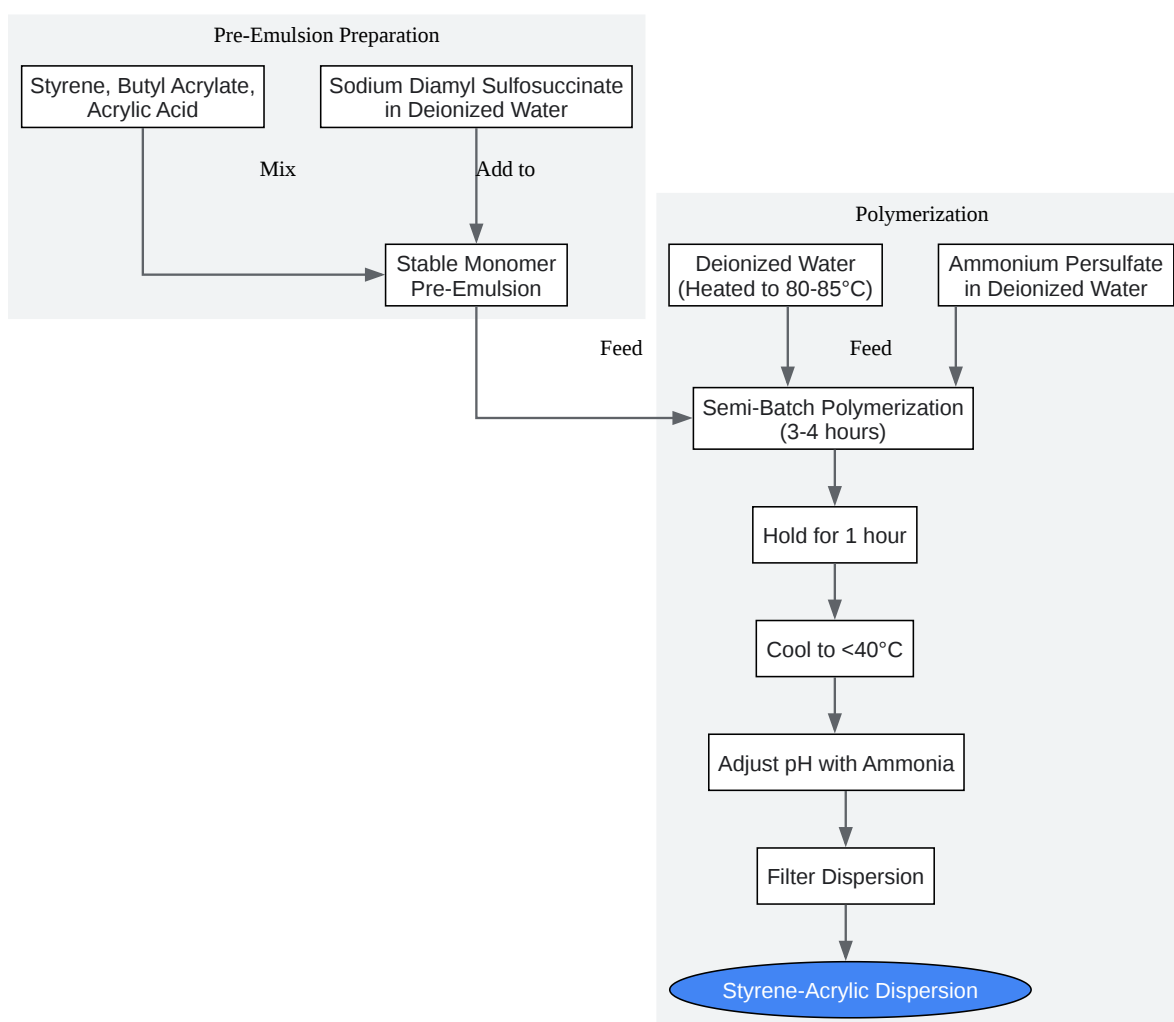 Pre-Emulsion Preparation
Styrene, Butyl Acrylate,
Acrylic Acid
Sodium Diamyl Sulfosuccinate
in Deionized Water
Mix
Add to
Stable Monomer
Pre-Emulsion
Polymerization
Deionized Water
(Heated to 80-85°C)
Ammonium Persulfate
in Deionized Water
Feed
Feed
Semi-Batch Polymerization
(3-4 hours)
Hold for 1 hour
Cool to <40°C
Adjust pH with Ammonia
Filter Dispersion
Styrene-Acrylic Dispersion